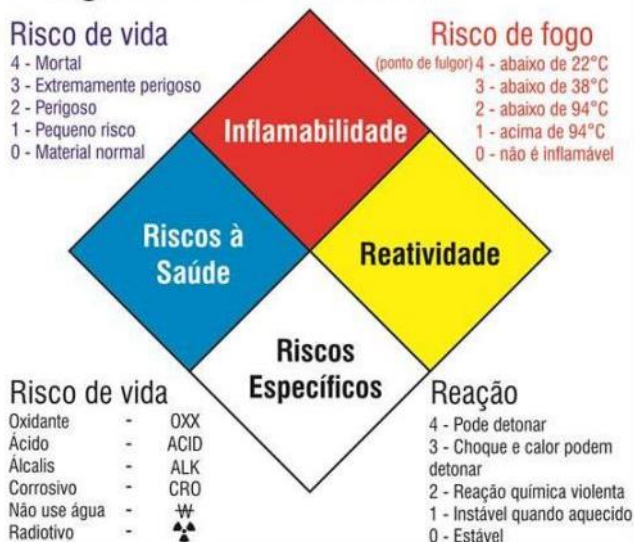 Risco de vida
4 - Mortal
3 - Extremamente perigoso
2 - Perigoso
1 - Pequeno risco
0 - Material normal
Risco de fogo
(ponto de fulgor) 4 - abaixo de 22°C
3 - abaixo de 38°C
2 - abaixo de 94°C
1 - acima de 94°C
0 - não é inflamável
Inflamabilidade
Riscos à
Saúde
Reatividade
Riscos
Específicos
Risco de vida
Oxidante - OXX
Ácido - ACID
Álcalis - ALK
Corrosivo - CRO
Não use água - W
Radiotivo -
Reação
4 - Pode detonar
3 - Choque e calor podem
detonar
2 - Reação química violenta
1 - Instável quando aquecido
0 - Estável